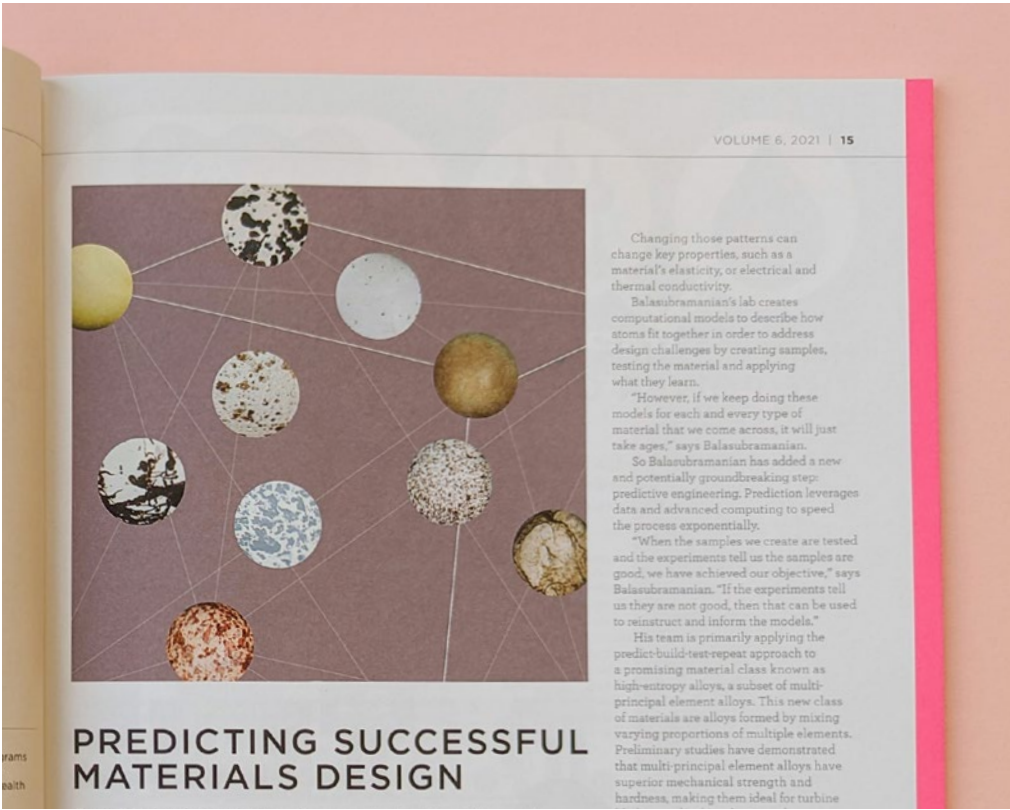 VOLUME 6, 2021 | 15
Changing those patterns can
change key properties, such as a
material's elasticity, or electrical and
thermal conductivity.
Balasubramanian's lab creates
computational models to describe how
atoms fit together in order to address
design challenges by creating samples,
testing the material and applying
what they learn.
"However, if we keep doing these
models for each and every type of
material that we come across, it will just
take ages," says Balasubramanian.
So Balasubramanian has added a new
and potentially groundbreaking step:
predictive engineering. Prediction leverages
data and advanced computing to speed
the process exponentially.
"When the samples we create are tested
and the experiments tell us the samples are
good, we have achieved our objective," says
Balasubramanian. "If the experiments tell
us they are not good, then that can be used
to reinstruct and inform the models."
His team is primarily applying the
predict-build-test-repeat approach to
a promising material class known as
high-entropy alloys, a subset of multi-
principal element alloys. This new class
of materials are alloys formed by mixing
varying proportions of multiple elements.
Preliminary studies have demonstrated
that multi-principal element alloys have
superior mechanical strength and
hardness, making them ideal for turbine
PREDICTING SUCCESSFUL
MATERIALS DESIGN
grams
ealth